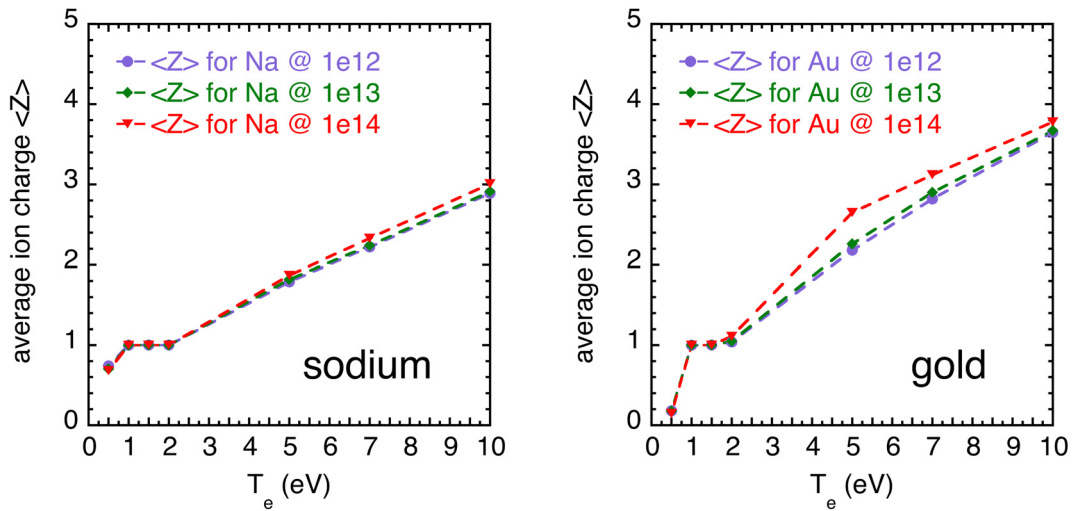 5
4
3
2
1
0
average ion charge <Z>
<Z> for Na @ 1e12
<Z> for Na @ 1e13
<Z> for Na @ 1e14
sodium
0 1 2 3 4 5 6 7 8 9 10
T_e (eV)
5
4
3
2
1
0
average ion charge <Z>
<Z> for Au @ 1e12
<Z> for Au @ 1e13
<Z> for Au @ 1e14
gold
0 1 2 3 4 5 6 7 8 9 10
T_e (eV)